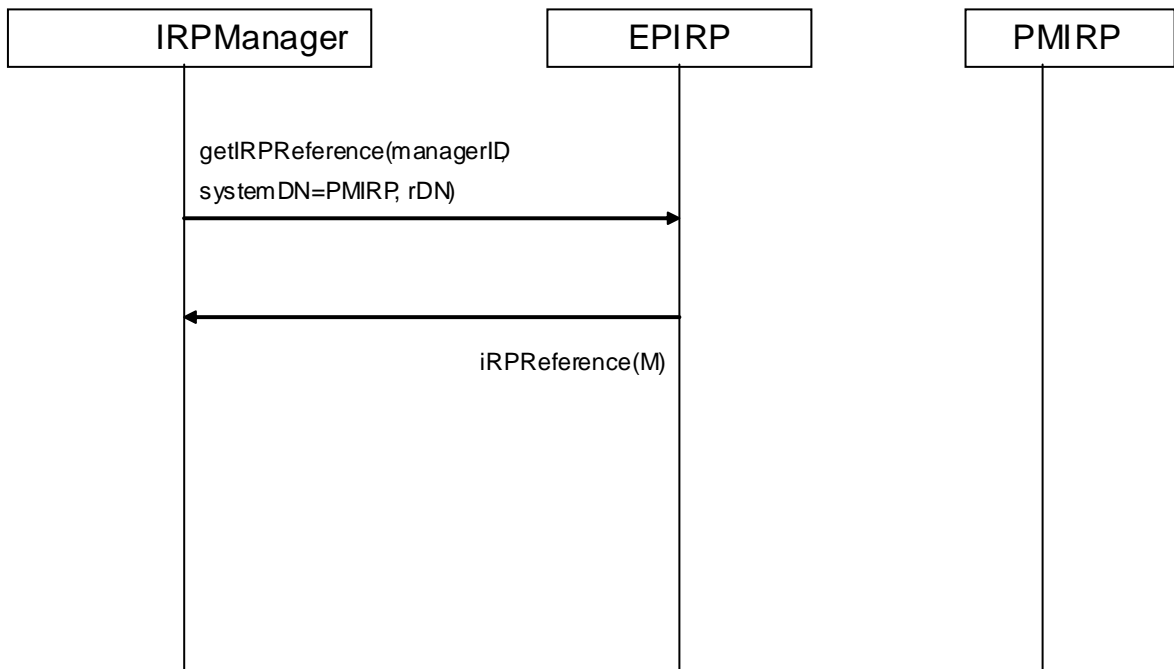 IRPManager
EPIRP
PMIRP
getIRPReference(managerID,
systemDN=PMIRP, rDN)
iRPReference(M)